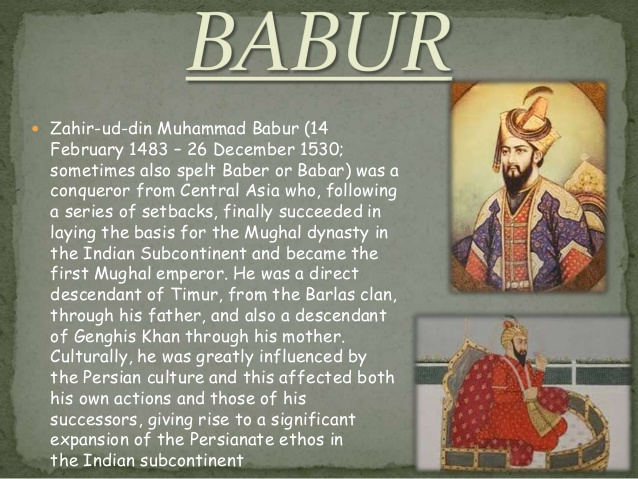 BABUR
Zahir-ud-din Muhammad Babur (14
February 1483 – 26 December 1530;
sometimes also spelt Baber or Babar) was a
conqueror from Central Asia who, following
a series of setbacks, finally succeeded in
laying the basis for the Mughal dynasty in
the Indian Subcontinent and became the
first Mughal emperor. He was a direct
descendant of Timur, from the Barlas clan,
through his father, and also a descendant
of Genghis Khan through his mother.
Culturally, he was greatly influenced by
the Persian culture and this affected both
his own actions and those of his
successors, giving rise to a significant
expansion of the Persianate ethos in
the Indian subcontinent